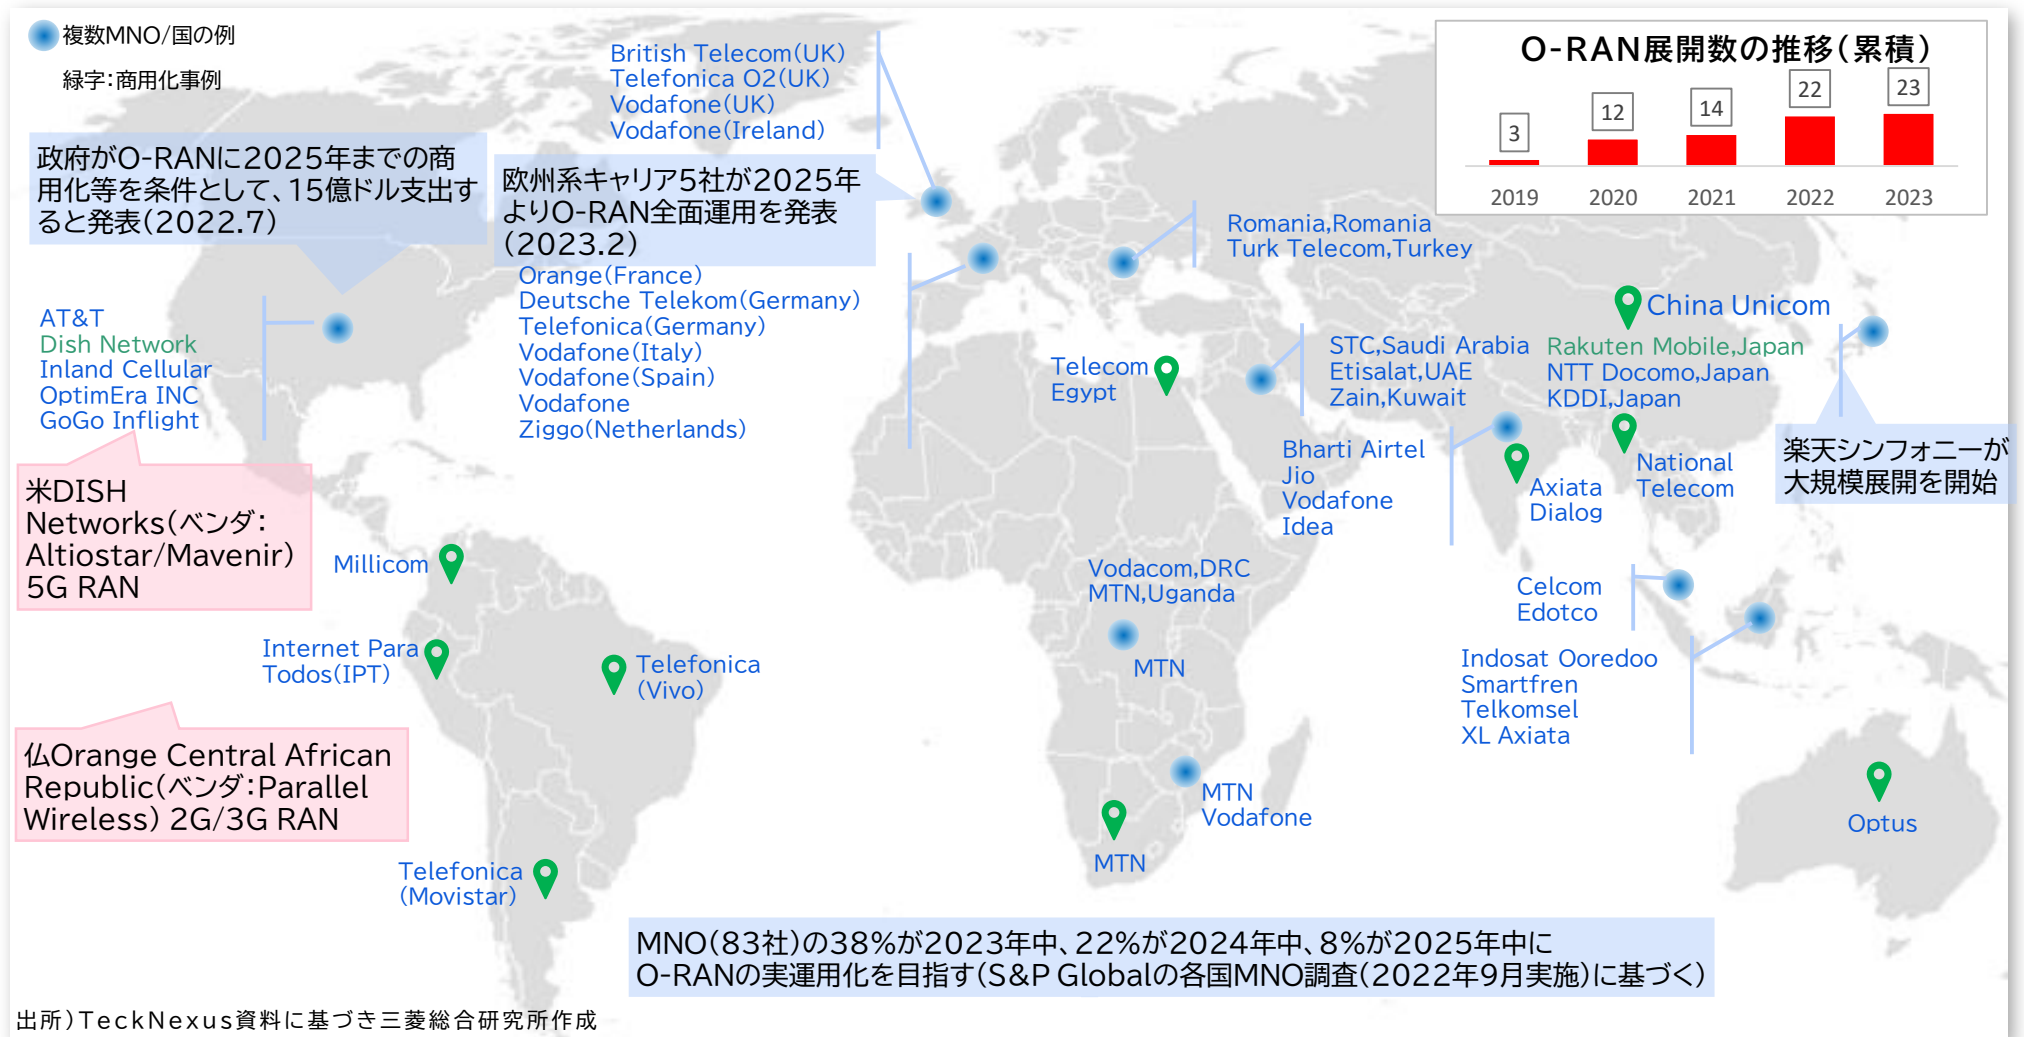 複数MNO/国の例
緑字：商用化事例
政府がO-RANに2025年までの商
用化等を条件として、15億ドル支出す
ると発表（2022.7）
British Telecom(UK)
Telefonica O2(UK)
Vodafone(UK)
Vodafone(Ireland)
欧州系キャリア5社が2025年
よりO-RAN全面運用を発表
（2023.2）
O-RAN展開数の推移（累積）
3
12
14
22
23
2019
2020
2021
2022
2023
Romania,Romania
Turk Telecom,Turkey
Orange(France)
Deutsche Telekom(Germany)
Telefonica(Germany)
Vodafone(Italy)
Vodafone(Spain)
Vodafone
Ziggo(Netherlands)
AT&T
Dish Network
Inland Cellular
OptimEra INC
GoGo Inflight
Telecom
Egypt
STC,Saudi Arabia
Etisalat,UAE
Zain,Kuwait
China Unicom
Rakuten Mobile,Japan
NTT Docomo,Japan
KDDI,Japan
楽天シンフォニーが
大規模展開を開始
Bharti Airtel
Jio
Vodafone
Idea
Axiata
Dialog
National
Telecom
米DISH
Networks（ベンダ：
Altiostar/Mavenir）
5G RAN
Millicom
Internet Para
Todos(IPT)
Telefonica
(Vivo)
Vodacom,DRC
MTN,Uganda
MTN
Celcom
Edotco
Indosat Ooredoo
Smartfren
Telkomsel
XL Axiata
仏Orange Central African
Republic（ベンダ：Parallel
Wireless） 2G/3G RAN
MTN
Vodafone
MTN
Optus
Telefonica
(Movistar)
MNO（83社）の38%が2023年中、22%が2024年中、8%が2025年中に
O-RANの実運用化を目指す（S&P Globalの各国MNO調査（2022年9月実施）に基づく）
出所）TeckNexus資料に基づき三菱総合研究所作成